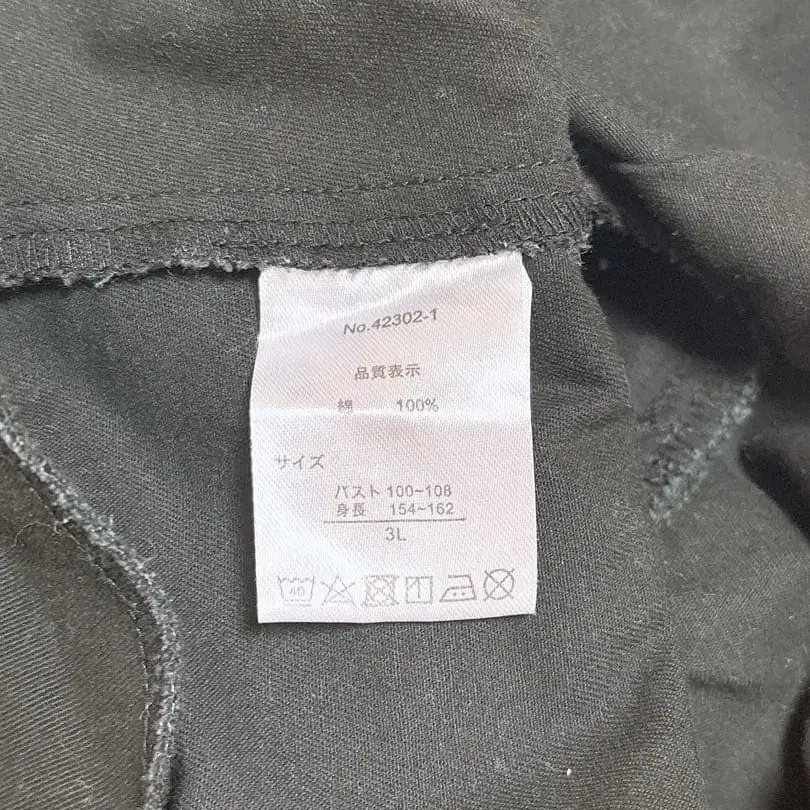 No.42302-1
品質表示
綿 100%
サイズ
バスト 100~108
身長 154~162
3L
40